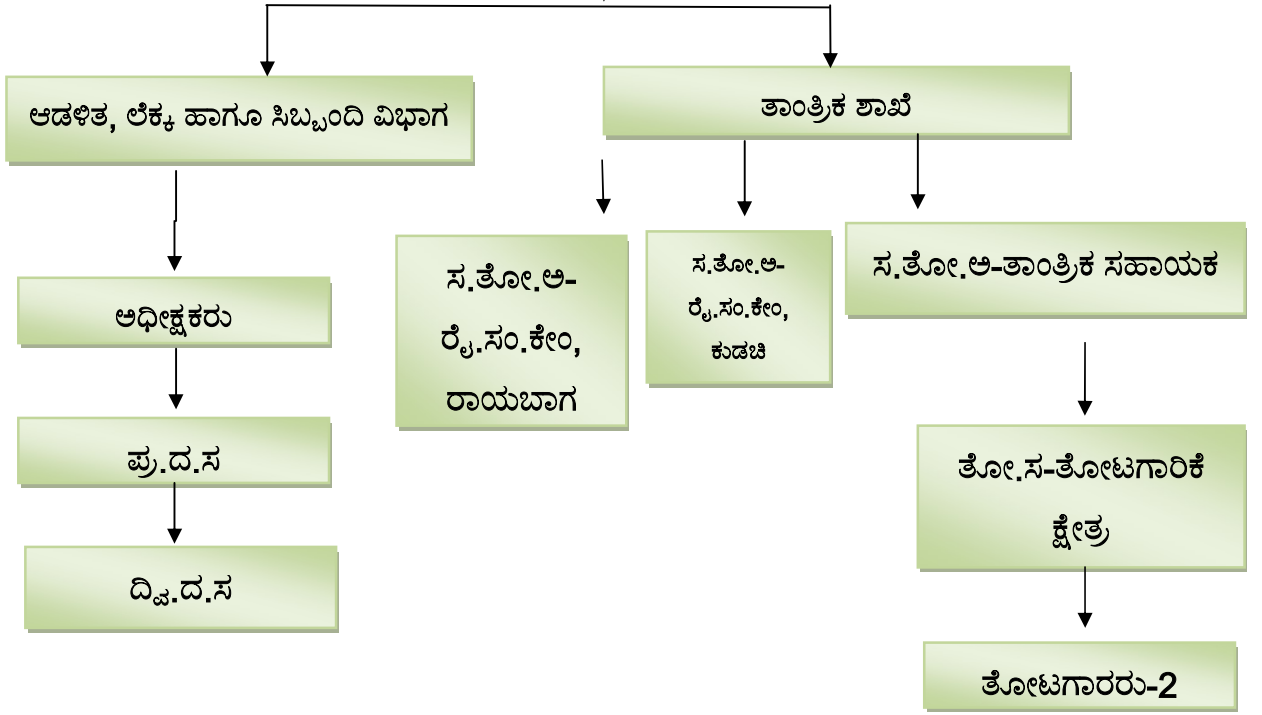 ಆಡಳಿತ, ಲೆಕ್ಕ ಹಾಗೂ ಸಿಬ್ಬಂದಿ ವಿಭಾಗ
ತಾಂತ್ರಿಕ ಶಾಖೆ
ಅಧೀಕ್ಷಕರು
ಪ್ರ.ದ.ಸ
ದ್ವಿ.ದ.ಸ
ಸ.ತೋ.ಅ-
ರೈ.ಸಂ.ಕೇಂ,
ರಾಯಬಾಗ
ಸ.ತೋ.ಅ-
ರೈ.ಸಂ.ಕೇಂ,
ಕುಡಚಿ
ಸ.ತೋ.ಅ-ತಾಂತ್ರಿಕ ಸಹಾಯಕ
ತೋ.ಸ-ತೋಟಗಾರಿಕೆ
ಕ್ಷೇತ್ರ
ತೋಟಗಾರರು-2